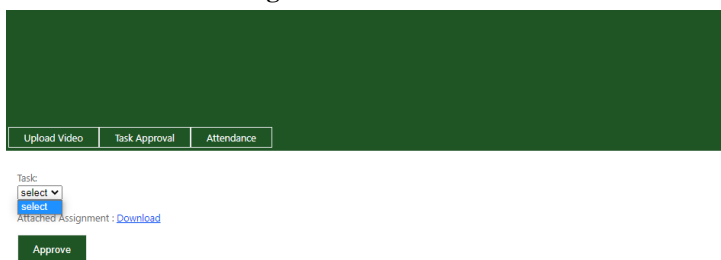 Upload Video Task Approval Attendance
Task:
select
select
Attached Assignment : Download
Approve